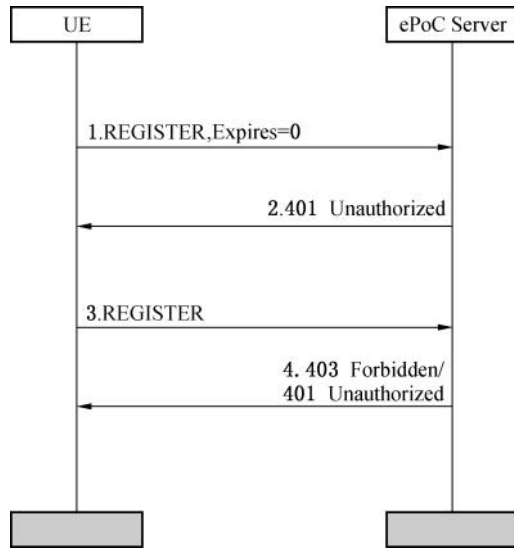 UE
ePoC Server
1.REGISTER,Expires=0
2.401 Unauthorized
3.REGISTER
4. 403 Forbidden/
401 Unauthorized